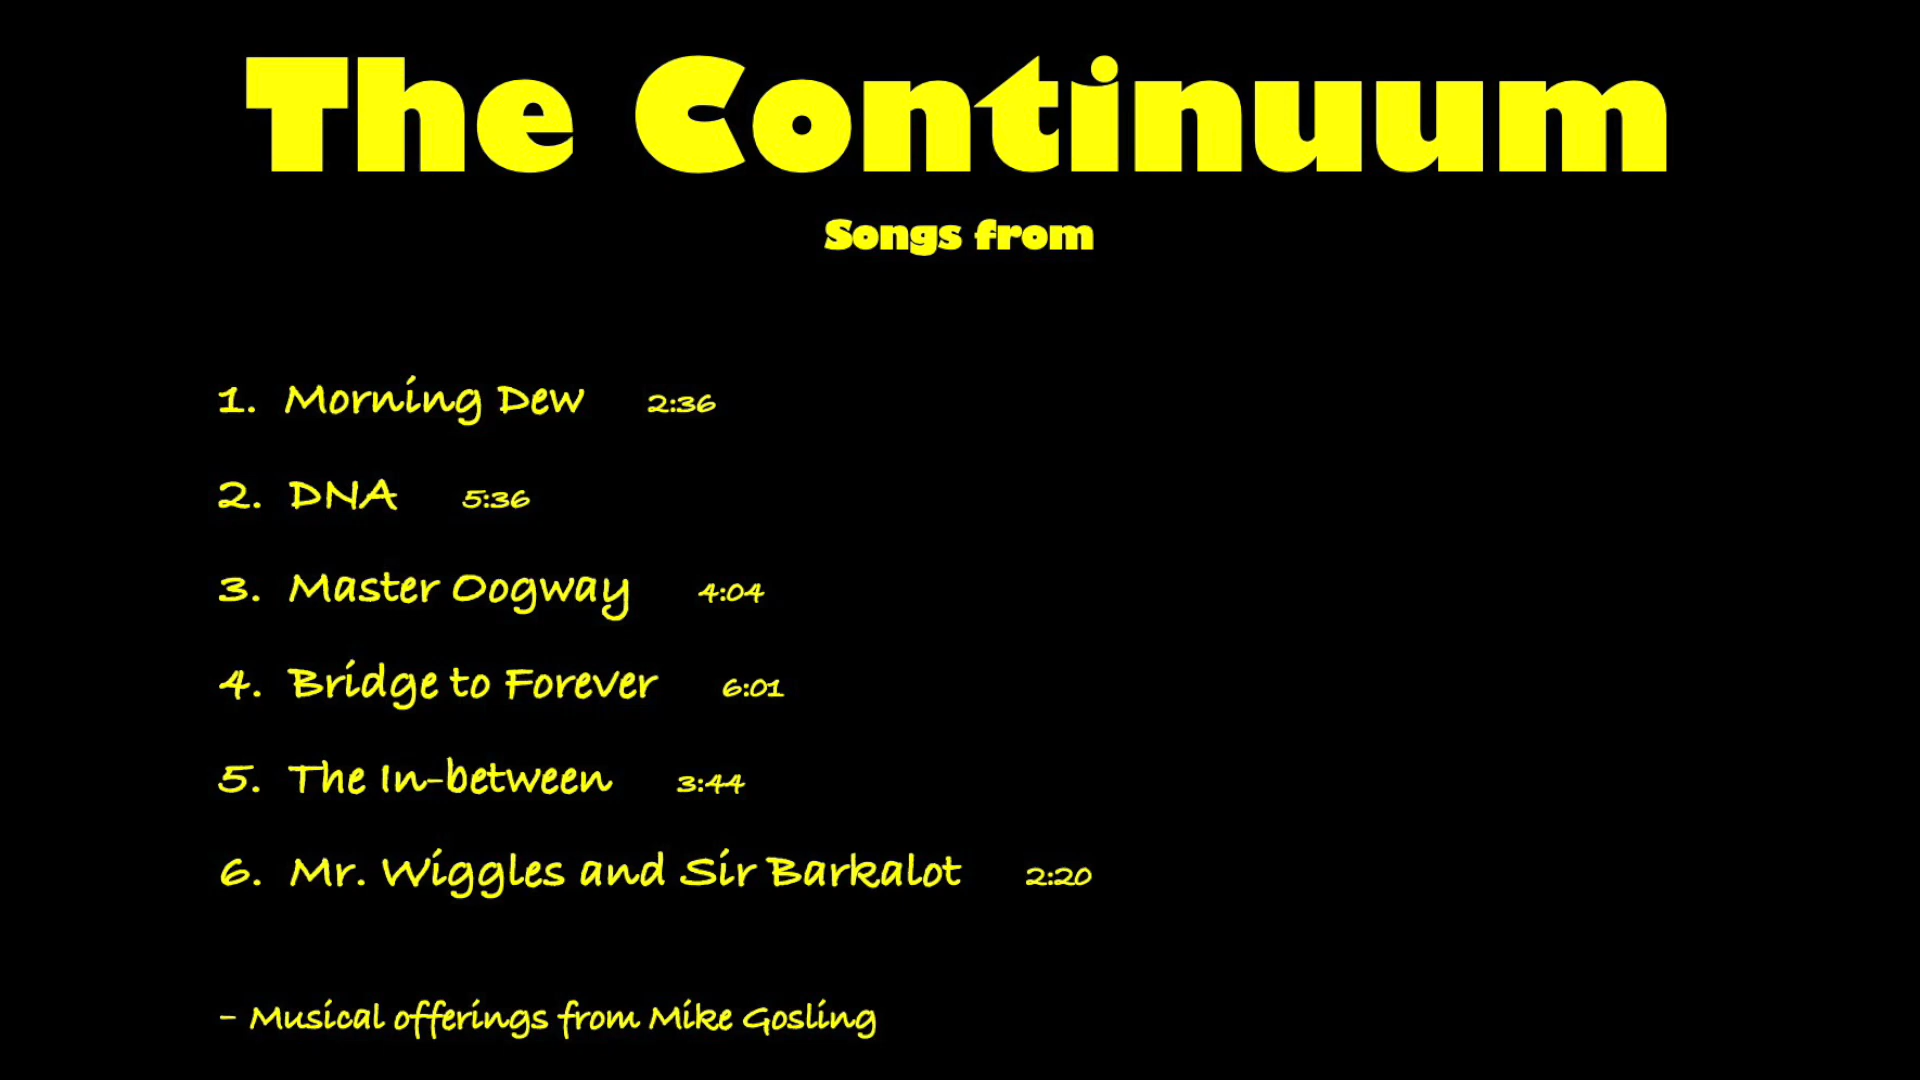 The Continuum
Songs from
1. Morning Dew 2:36
2. DNA 5:36
3. Master Oogway 4:04
4. Bridge to Forever 6:01
5. The In-between 3:44
6. Mr. Wiggles and Sir Barkalot 2:20
- Musical offerings from Mike Gosling